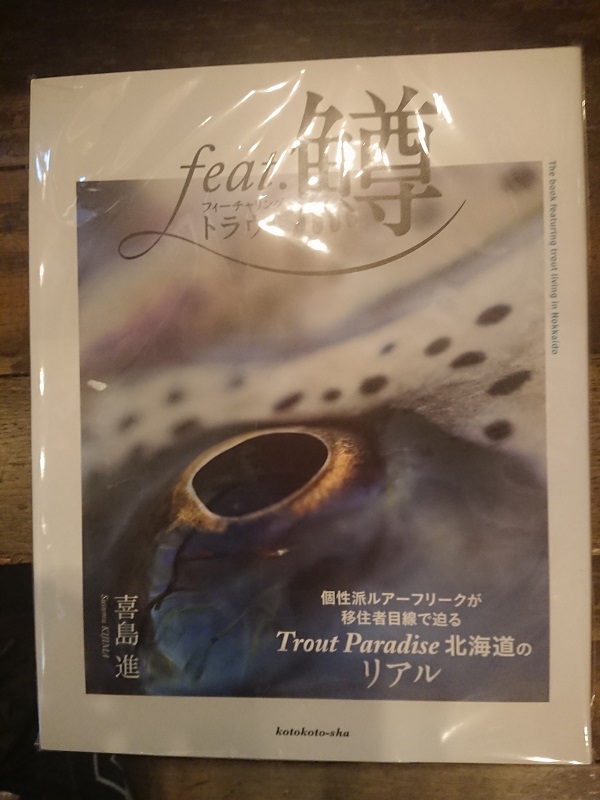 feat.鱒
フィーチャリング
トラウト
The book featuring trout living in Hokkaido
個性派ルアーフリークが
移住者目線で迫る
Trout Paradise 北海道の
リアル
喜島 進
Susumu KIJIMA
kotokoto-sha